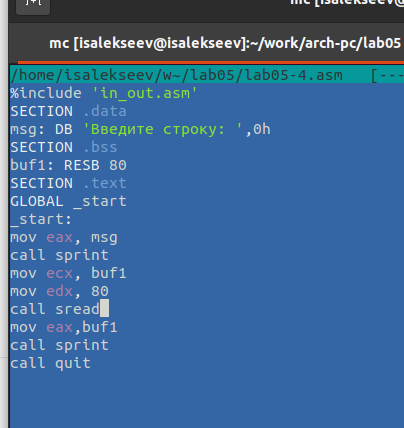 mc [isalekseev@isalekseev]:~/work/arch-pc/lab05
/home/isalekseev/w~/lab05/lab05-4.asm [---
%include 'in_out.asm'
SECTION .data
msg: DB 'Введите строку: ',0h
SECTION .bss
buf1: RESB 80
SECTION .text
GLOBAL _start
_start:
mov eax, msg
call sprint
mov ecx, buf1
mov edx, 80
call sread
mov eax,buf1
call sprint
call quit